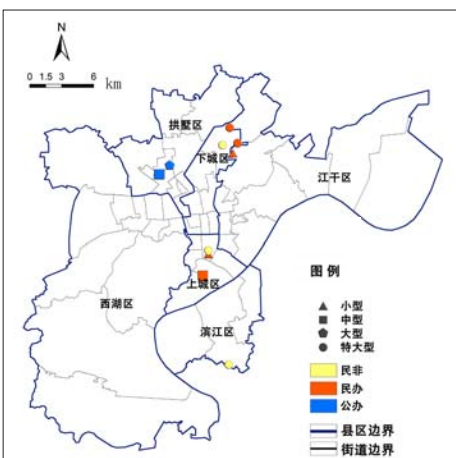 N
0 1.5 3 6
km
拱墅区
下城区
江干区
西湖区
上城区
滨江区
图 例
小型
中型
大型
特大型
民非
民办
公办
县区边界
街道边界